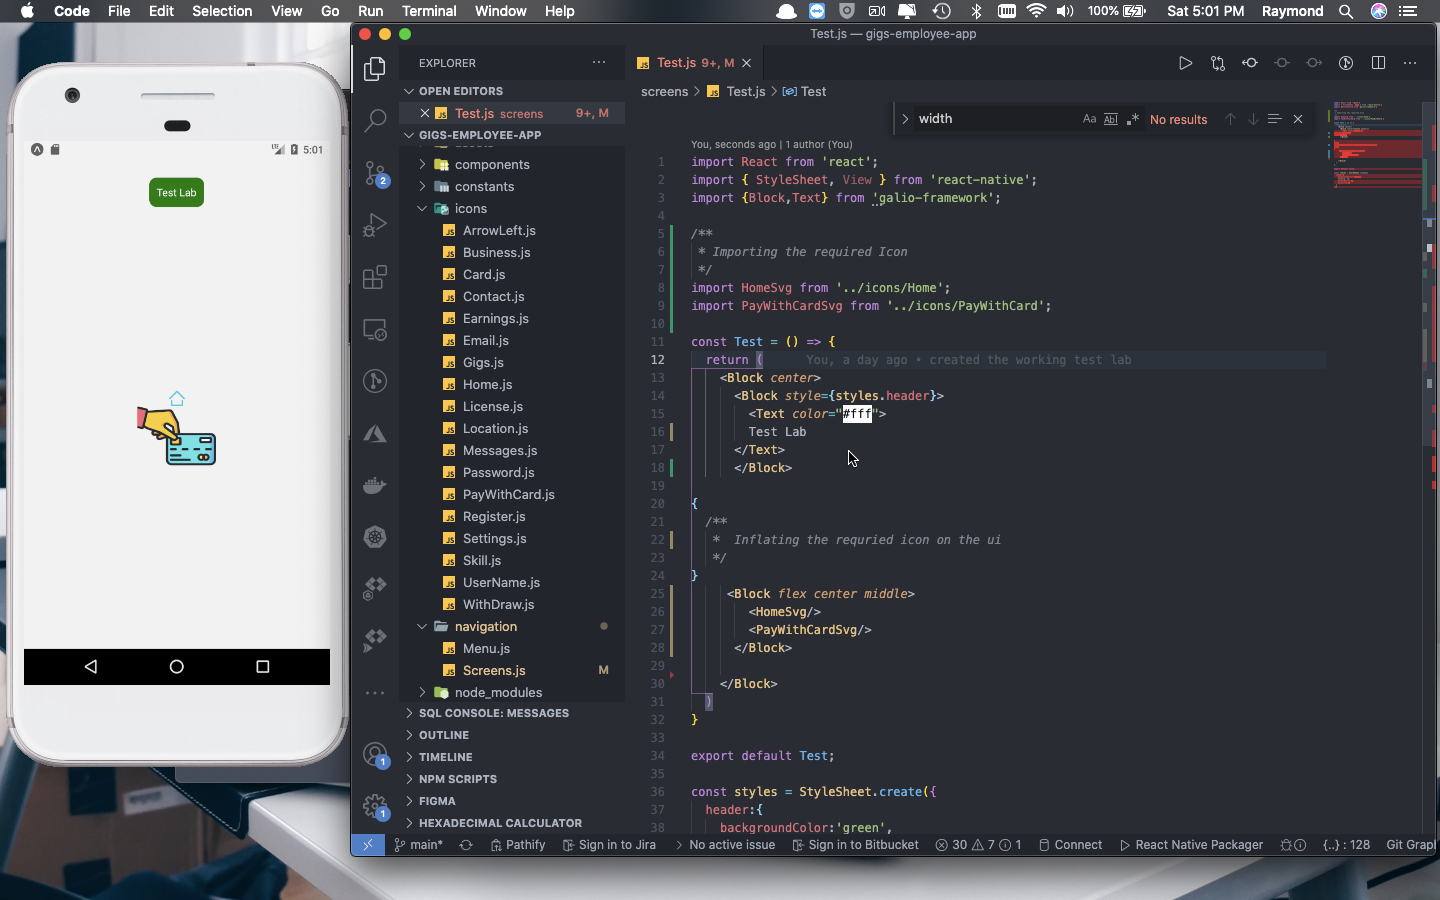 Code File Edit Selection View Go Run Terminal Window Help 100% Sat 5:01 PM Raymond
Test.js — gigs-employee-app
5:01
Test Lab
EXPLORER
OPEN EDITORS
Test.js screens 9+, M
GIGS-EMPLOYEE-APP
components
constants
icons
ArrowLeft.js
Business.js
Card.js
Contact.js
Earnings.js
Email.js
Gigs.js
Home.js
License.js
Location.js
Messages.js
Password.js
PayWithCard.js
Register.js
Settings.js
Skill.js
UserName.js
WithDraw.js
navigation
Menu.js
Screens.js M
node_modules
SQL CONSOLE: MESSAGES
OUTLINE
TIMELINE
NPM SCRIPTS
FIGMA
HEXADECIMAL CALCULATOR
2
1
1
Test.js 9+, M
screens > Test.js > Test
width Aa Ab No results
You, seconds ago | 1 author (You)
1 import React from 'react';
2 import { StyleSheet, View } from 'react-native';
3 import {Block,Text} from 'galio-framework';
4
5 /**
6 * Importing the required Icon
7 */
8 import HomeSvg from '../icons/Home';
9 import PayWithCardSvg from '../icons/PayWithCard';
10
11 const Test = () => {
12 return ( You, a day ago • created the working test lab
13 <Block center>
14 <Block style={styles.header}>
15 <Text color="#fff">
16 Test Lab
17 </Text>
18 </Block>
19
20 {
21 /**
22 * Inflating the requried icon on the ui
23 */
24 }
25 <Block flex center middle>
26 <HomeSvg/>
27 <PayWithCardSvg/>
28 </Block>
29
30 </Block>
31 )
32 }
33
34 export default Test;
35
36 const styles = StyleSheet.create({
37 header:{
38 backgroundColor:'green',
main* Pathify Sign in to Jira No active issue Sign in to Bitbucket 30 7 1 Connect React Native Packager {..} : 128 Git Grap